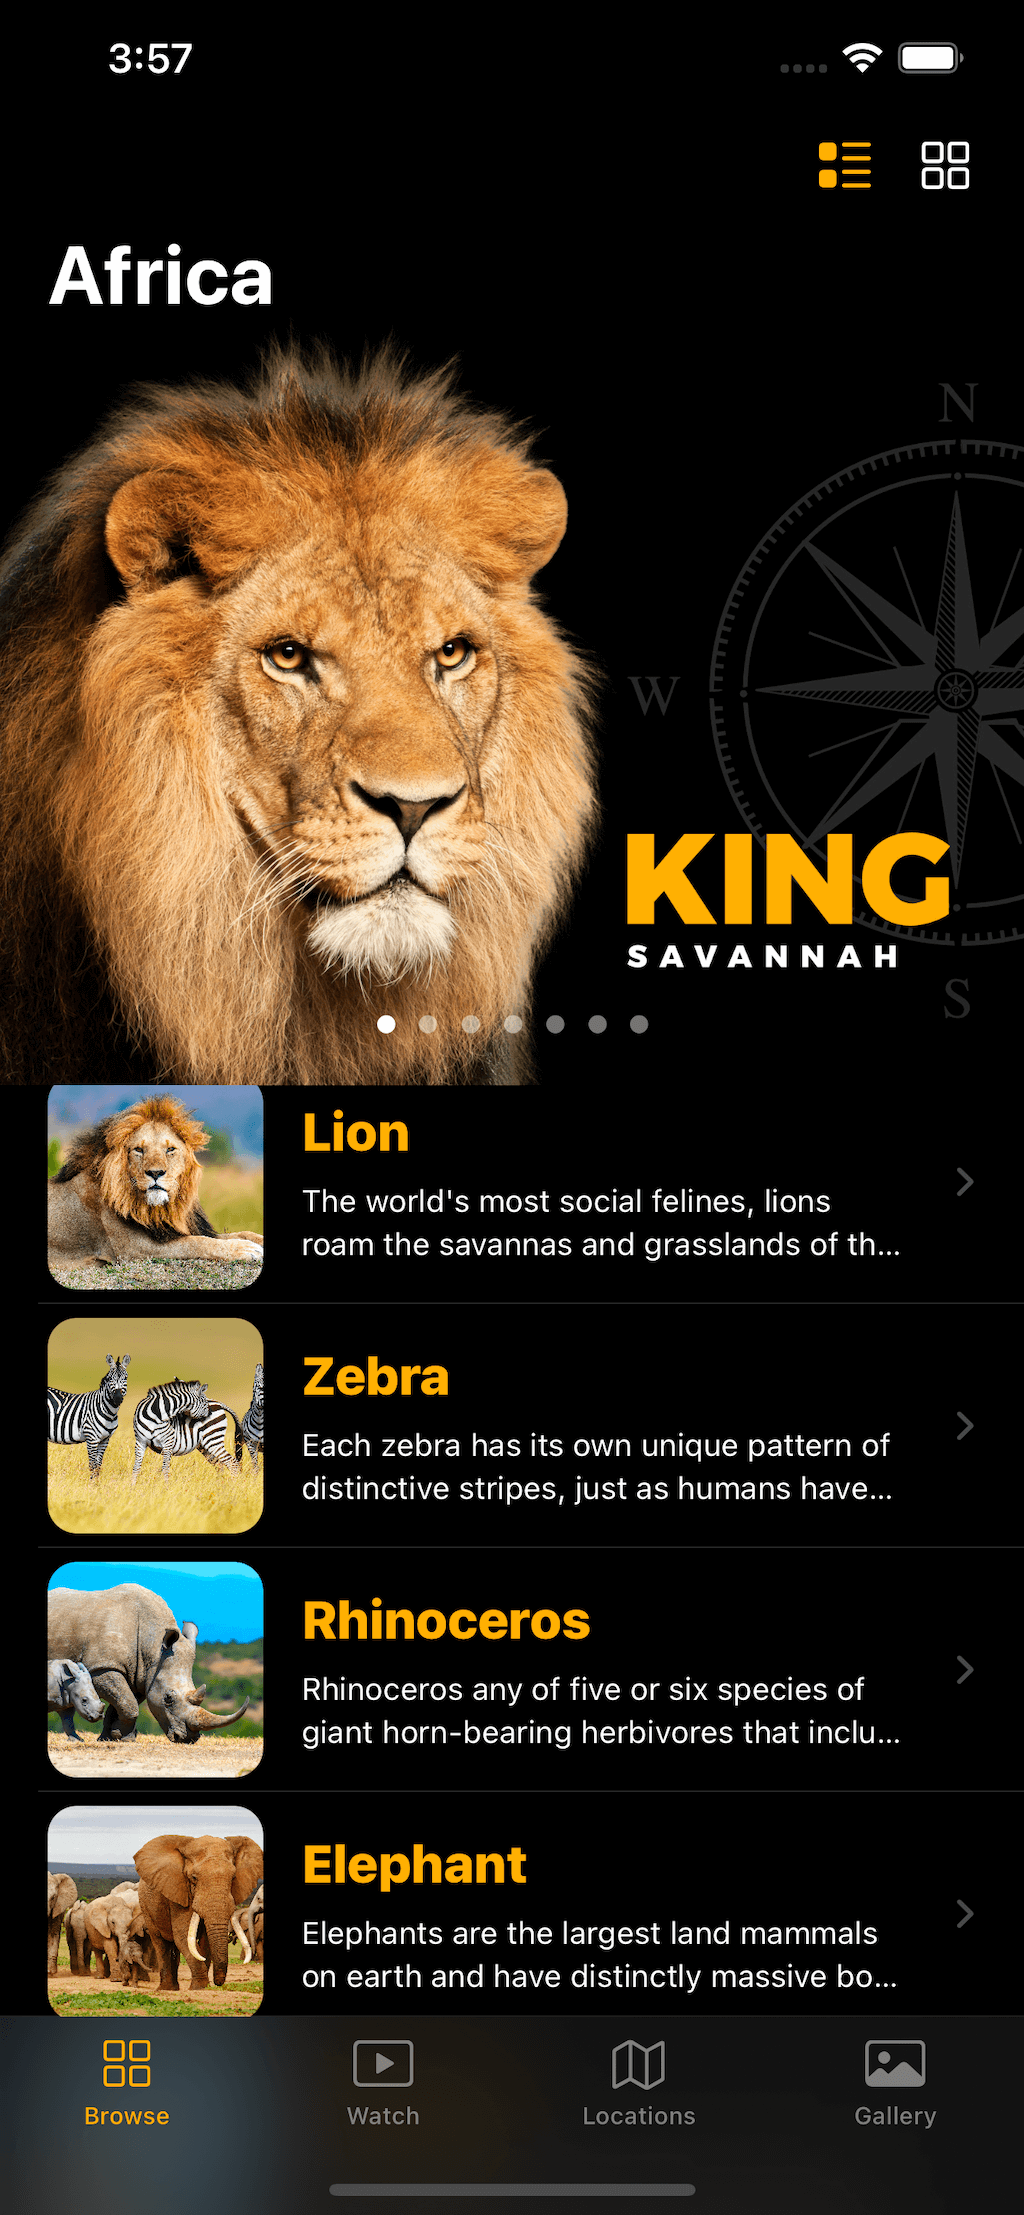 3:57
Africa
N
W
KING
SAVANNAH
S
Lion
The world's most social felines, lions
roam the savannas and grasslands of th...
Zebra
Each zebra has its own unique pattern of
distinctive stripes, just as humans have...
Rhinoceros
Rhinoceros any of five or six species of
giant horn-bearing herbivores that inclu...
Elephant
Elephants are the largest land mammals
on earth and have distinctly massive bo...
Browse
Watch
Locations
Gallery